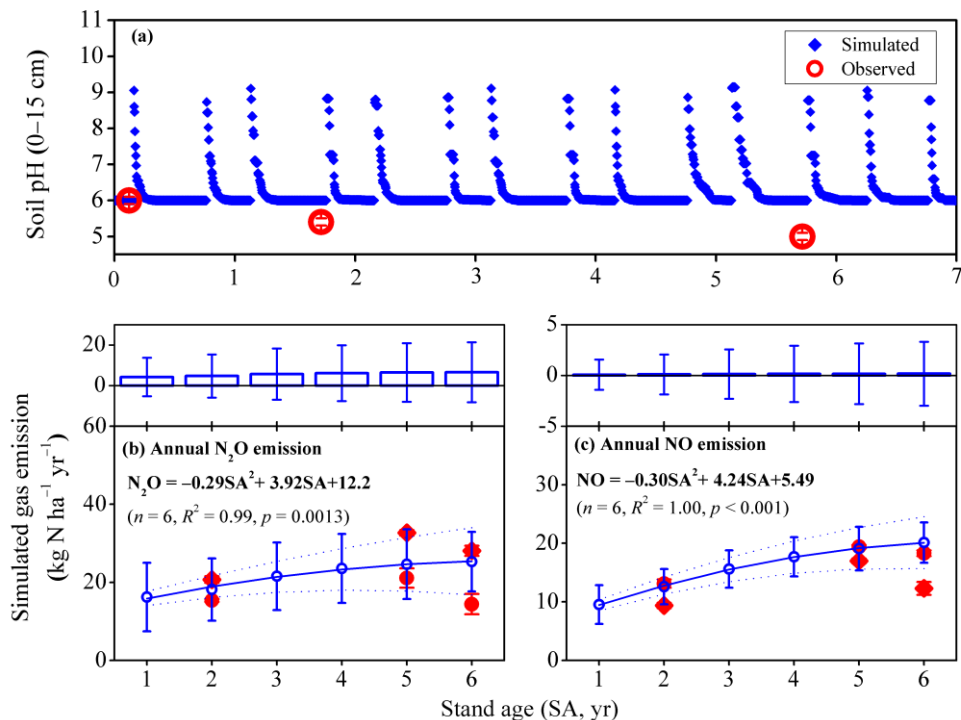 (a)
Simulated
Observed
Soil pH (0–15 cm)
11
10
9
8
7
6
5
0 1 2 3 4 5 6 7
20
0
60
40
20
0
5
0
-5
30
20
10
0
(b) Annual N₂O emission
N₂O = –0.29SA²+ 3.92SA+12.2
(n = 6, R² = 0.99, p = 0.0013)
(c) Annual NO emission
NO = –0.30SA²+ 4.24SA+5.49
(n = 6, R² = 1.00, p < 0.001)
Simulated gas emission
(kg N ha⁻¹ yr⁻¹)
1 2 3 4 5 6
1 2 3 4 5 6
Stand age (SA, yr)